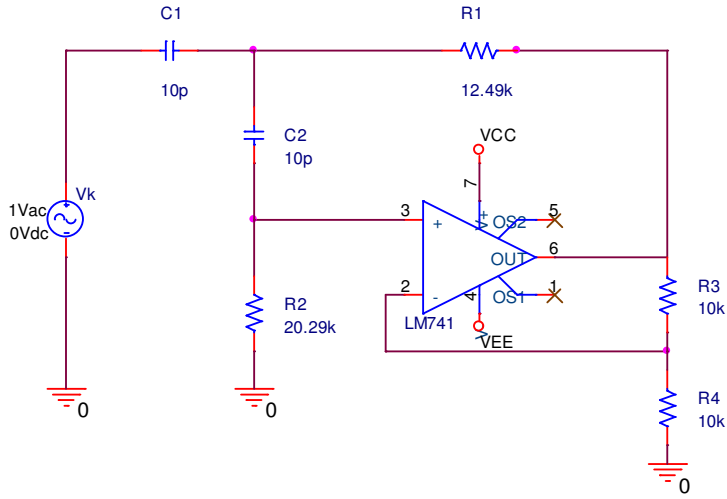 C1
R1
10p
12.49k
C2
10p
VCC
7
Vk
1Vac
0Vdc
3
+
V+
OS2
5
OUT
6
2
-
4
OS1
1
R2
20.29k
LM741
V-
VEE
R3
10k
R4
10k
0
0
0